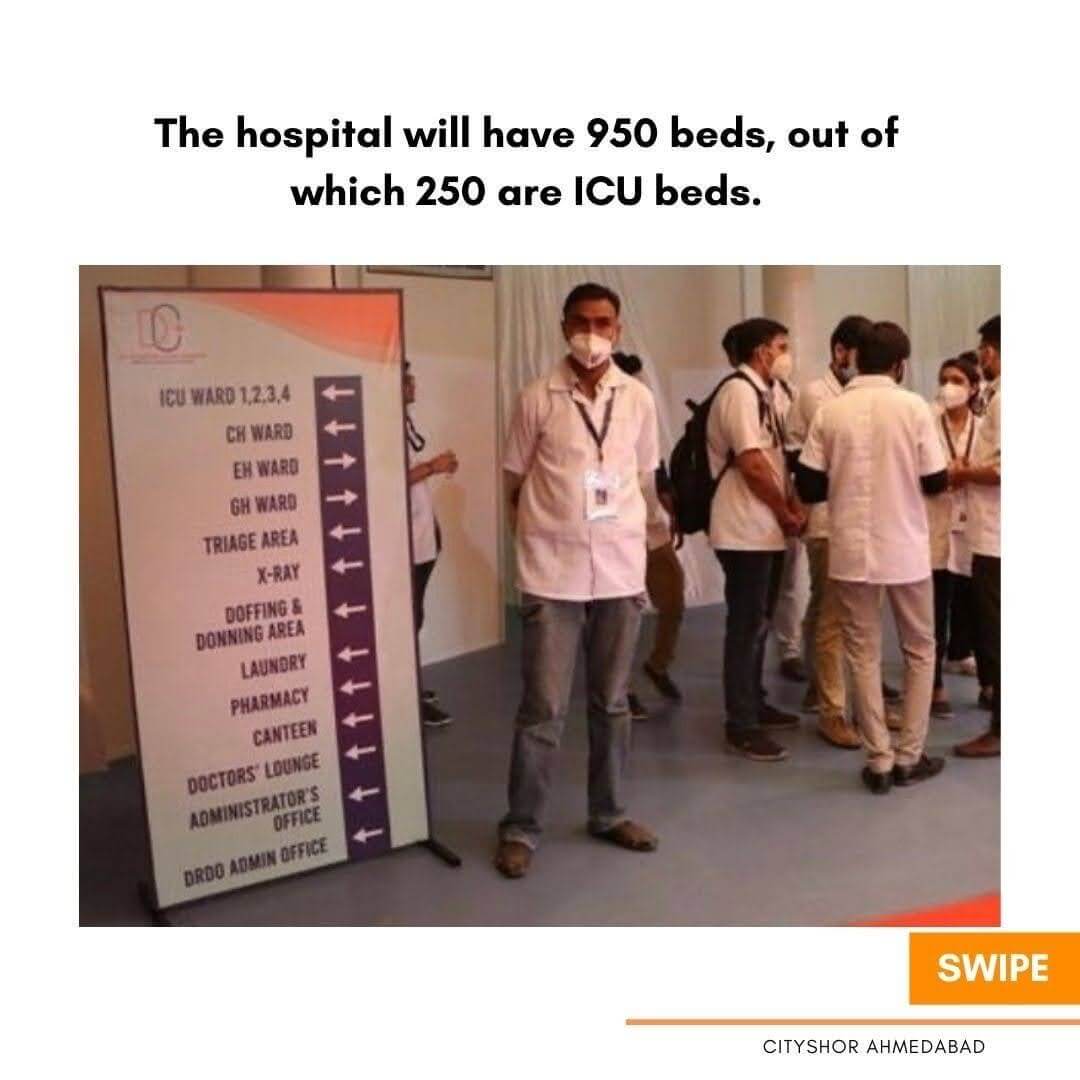 The hospital will have 950 beds, out of
which 250 are ICU beds.
ICU WARD 1,2,3,4
CH WARD
EH WARD
GH WARD
TRIAGE AREA
X-RAY
DOFFING &
DONNING AREA
LAUNDRY
PHARMACY
CANTEEN
DOCTORS' LOUNGE
ADMINISTRATOR'S
OFFICE
DRDO ADMIN OFFICE
SWIPE
CITYSHOR AHMEDABAD